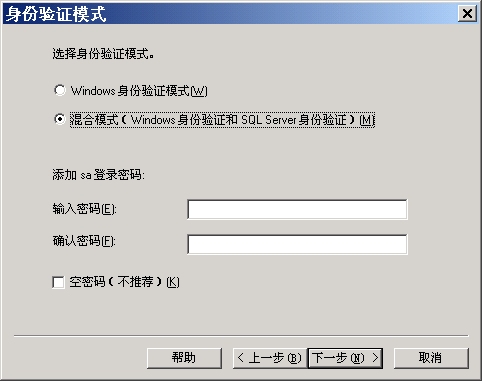 身份验证模式
选择身份验证模式。
Windows 身份验证模式(W)
混合模式（Windows 身份验证和 SQL Server 身份验证）(M)
添加 sa 登录密码:
输入密码(E):
确认密码(F):
空密码（不推荐）(K)
帮助 < 上一步(B) 下一步(N) > 取消